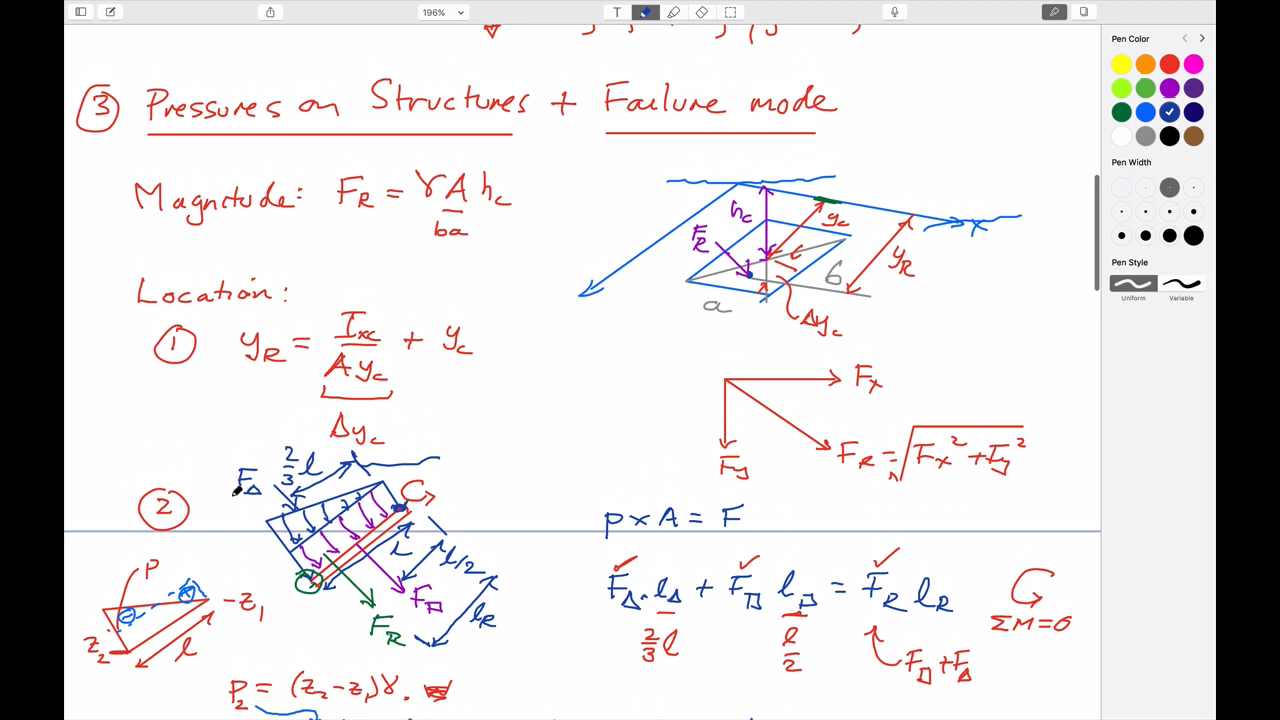 196%
T
Pen Color
③ Pressures on Structures + Failure mode
Magnitude: F_R = γ A h_c
ba
h_c
y_c
x
F_R
l
b
y_R
a
Δy_c
Location:
① y_R = I_xc / A y_c + y_c
Δy_c
F_x
F_y
F_R = √F_x² + F_y²
Pen Width
Pen Style
Uniform
Variable
②
2/3 l
F_Δ
l
l/2
F_□
l_R
F_R
P
z_2
-z_1
l
P_2 = (z_2 - z_1)γ.
p x A = F
F_Δ · l_Δ + F_□ l_□ = F_R l_R
2/3 l
l/2
F_□ + F_Δ
ΣM=0